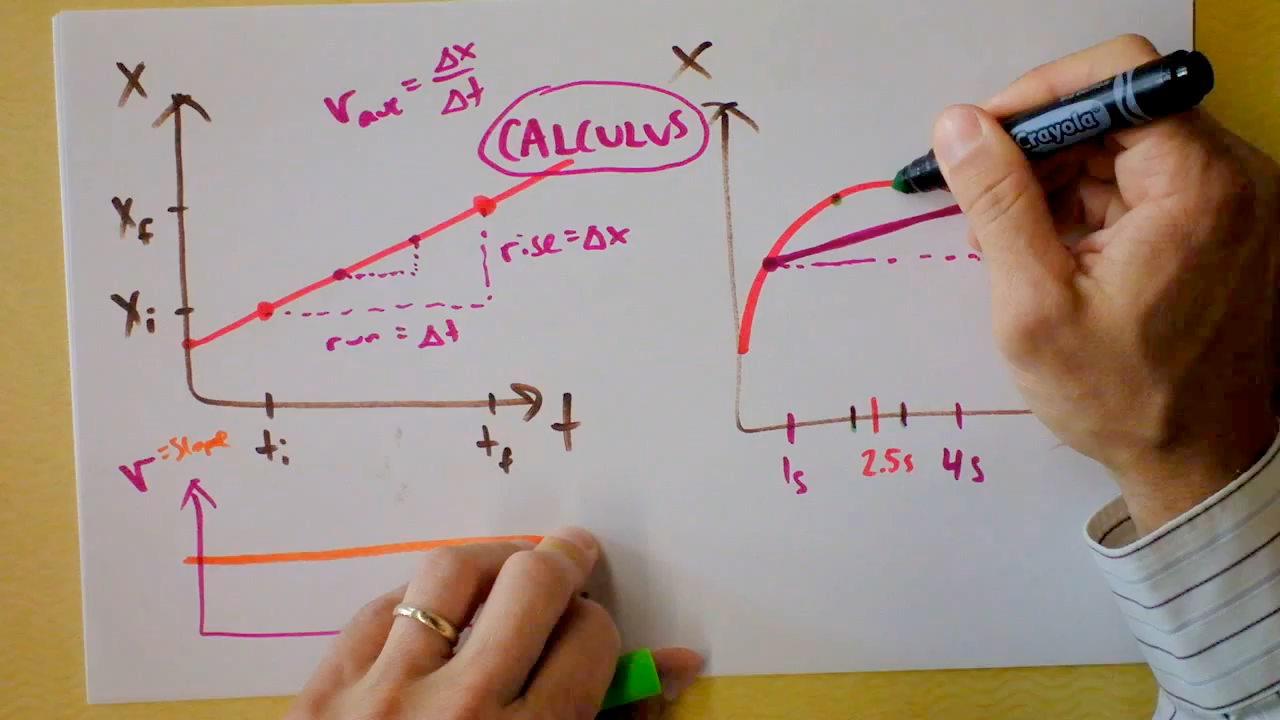 x
v_ave = Δx/Δt
CALCULUS
x_f
rise = Δx
x_i
run = Δt
t_i
t_f
t
v = slope
x
Crayola
1s
2.5s
4s